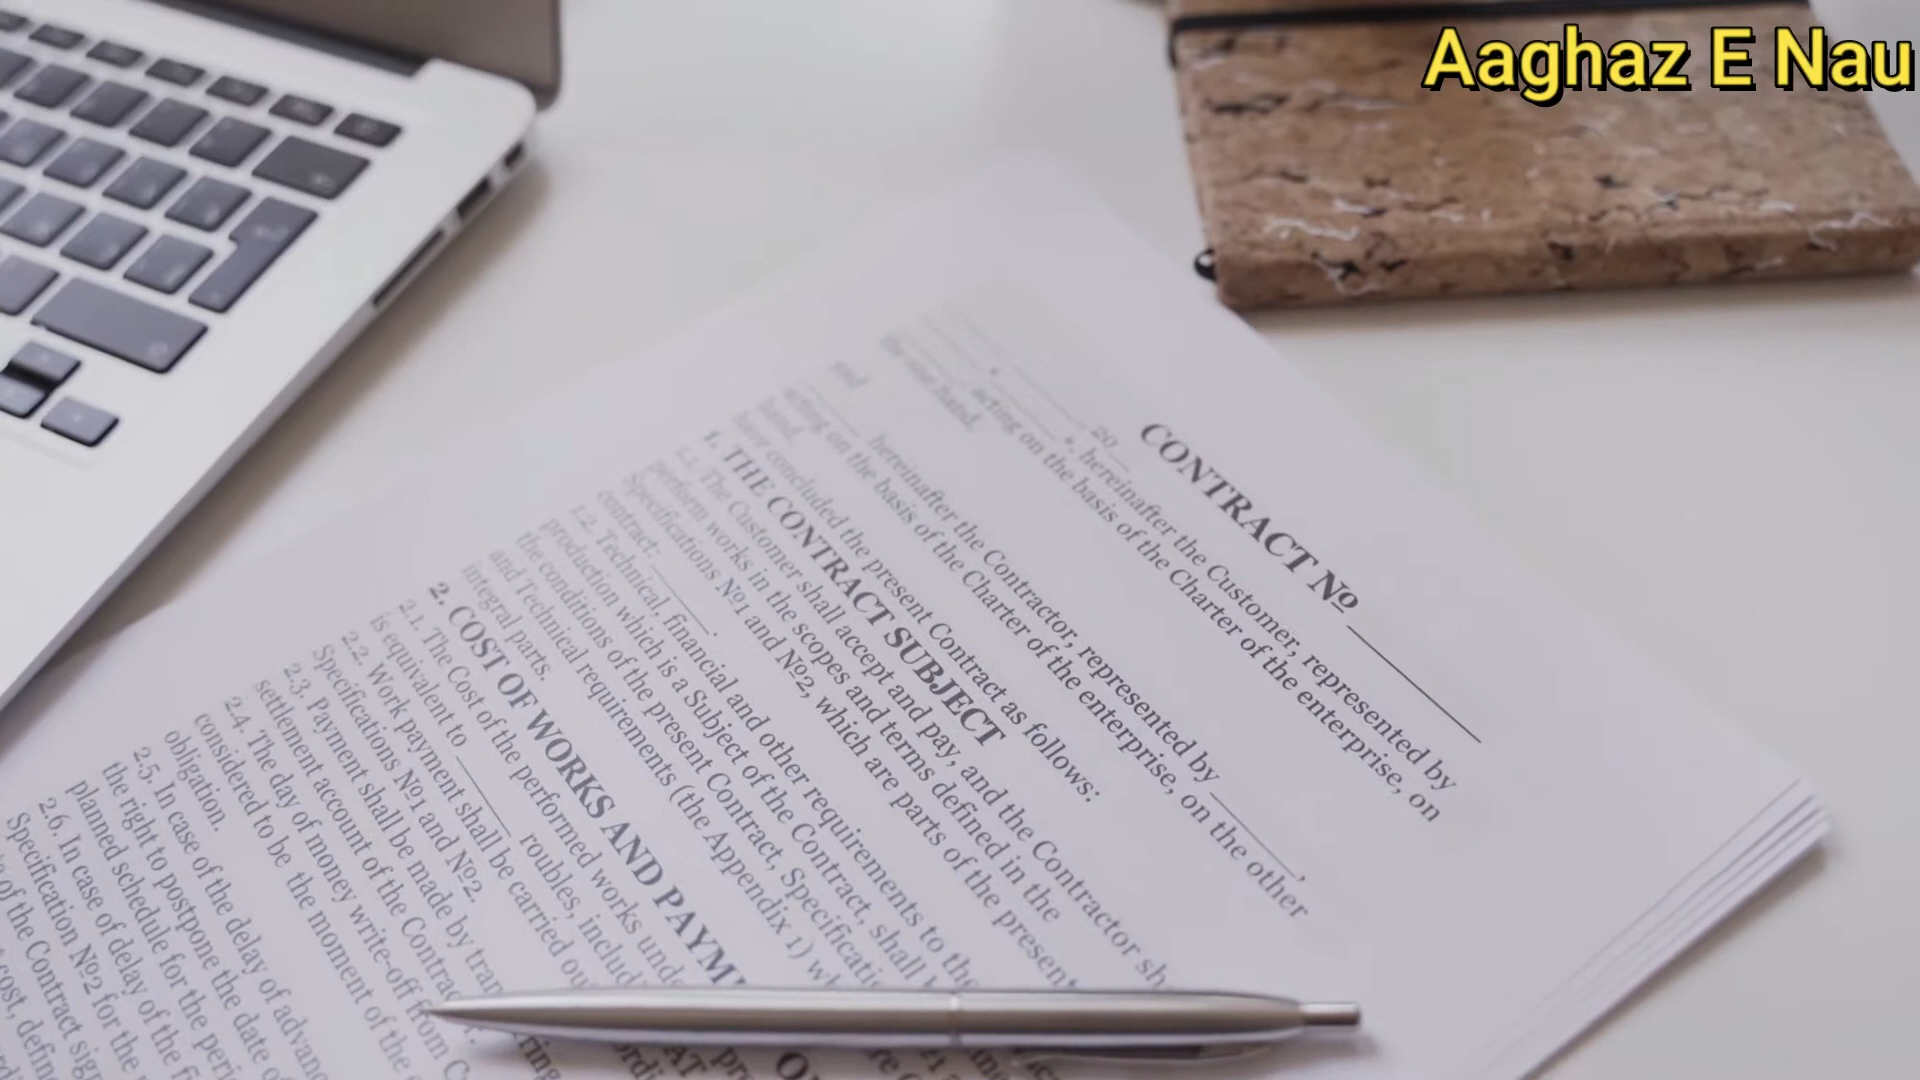 Aaghaz E Nau
CONTRACT №
20
, hereinafter the Customer, represented by
acting on the basis of the Charter of the enterprise, on
the one hand,
and
hereinafter the Contractor, represented by
acting on the basis of the Charter of the enterprise, on the other
hand,
have concluded the present Contract as follows:
1. THE CONTRACT SUBJECT
1.1. The Customer shall accept and pay, and the Contractor sh
perform works in the scopes and terms defined in the
Specifications №1 and №2, which are parts of the present
contract:
1.2. Technical, financial and other requirements to the
production which is a Subject of the Contract, shall
the conditions of the present Contract, Specificatio
and Technical requirements (the Appendix 1) wh
integral parts.
2. COST OF WORKS AND PAYM
2.1. The Cost of the performed works unde
is equivalent to roubles, includ
2.2. Work payment shall be carried ou
Specifications №1 and №2.
2.3. Payment shall be made by tran
settlement account of the Contrac
2.4. The day of money write-off from C
considered to be the moment of the
obligation.
2.5. In case of the delay of advanc
the right to postpone the date of
planned schedule for the peri
2.6. In case of delay of the fi
Specification №2 for the
of the Contract sign
cost, defin